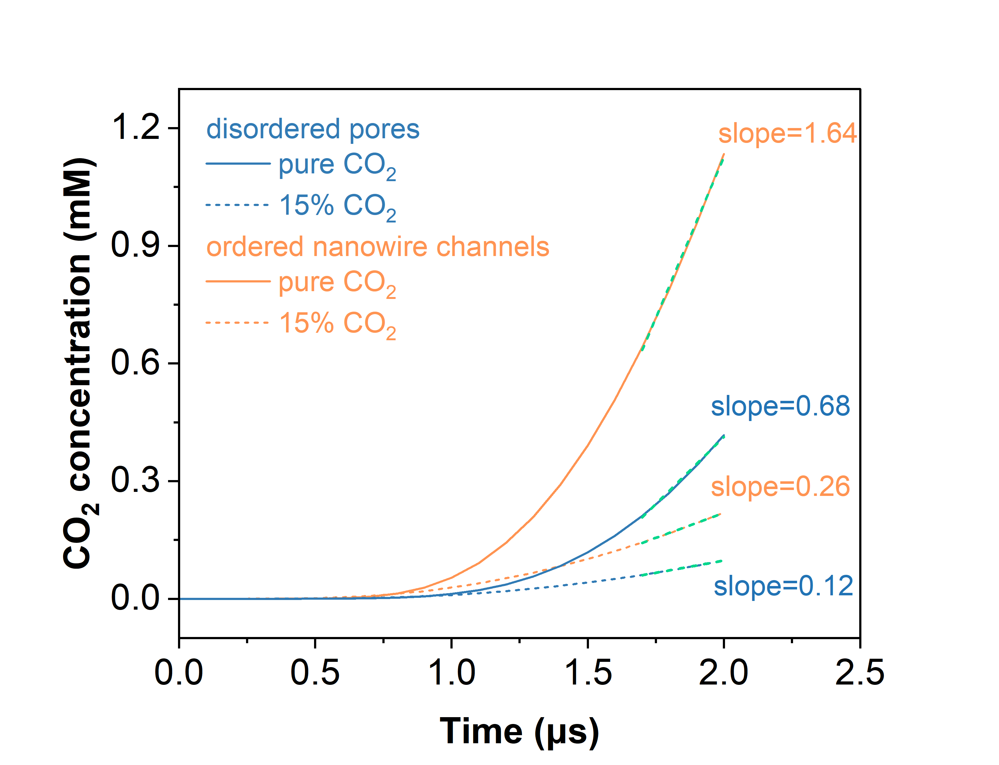 disordered pores
pure CO₂
15% CO₂
ordered nanowire channels
pure CO₂
15% CO₂
slope=1.64
slope=0.68
slope=0.26
slope=0.12
CO₂ concentration (mM)
1.2
0.9
0.6
0.3
0.0
0.0 0.5 1.0 1.5 2.0 2.5
Time (µs)